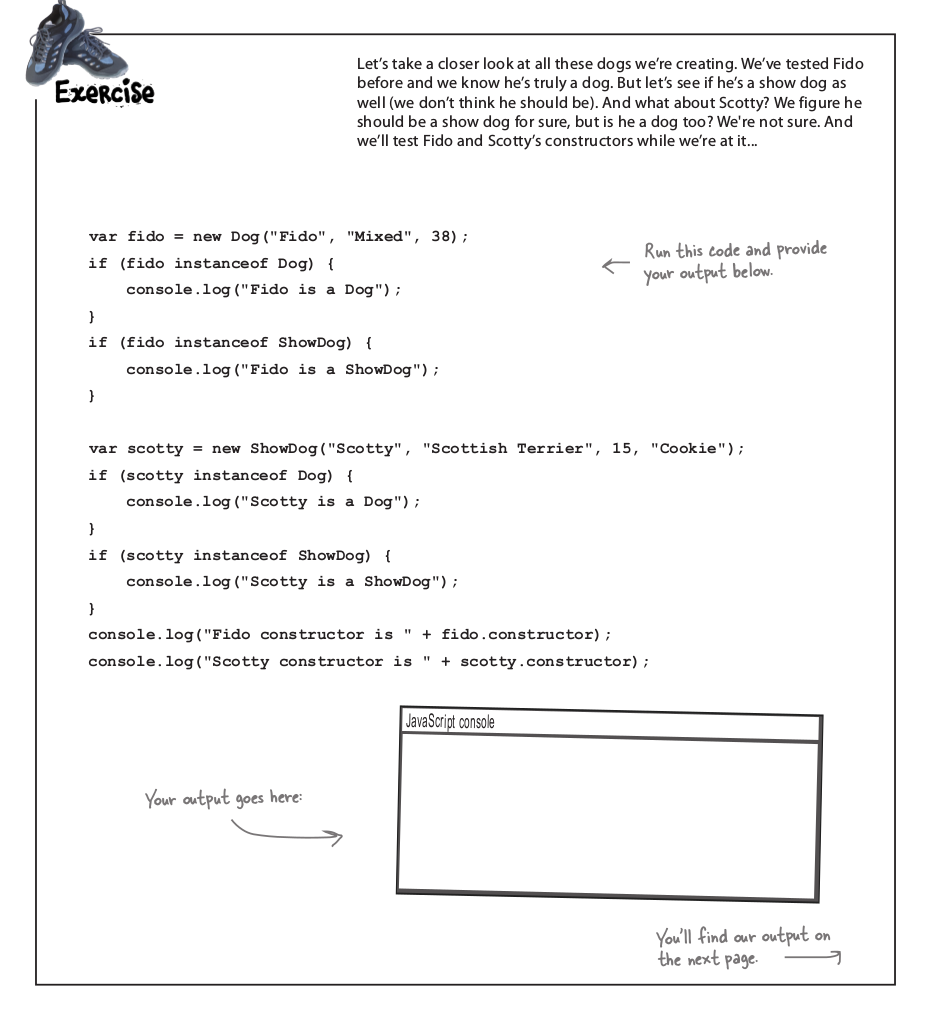 Exercise
Let's take a closer look at all these dogs we're creating. We've tested Fido
before and we know he's truly a dog. But let's see if he's a show dog as
well (we don't think he should be). And what about Scotty? We figure he
should be a show dog for sure, but is he a dog too? We're not sure. And
we'll test Fido and Scotty's constructors while we're at it...
var fido = new Dog("Fido", "Mixed", 38);
if (fido instanceof Dog) {
    console.log("Fido is a Dog");
}
if (fido instanceof ShowDog) {
    console.log("Fido is a ShowDog");
}
Run this code and provide
your output below.
var scotty = new ShowDog("Scotty", "Scottish Terrier", 15, "Cookie");
if (scotty instanceof Dog) {
    console.log("Scotty is a Dog");
}
if (scotty instanceof ShowDog) {
    console.log("Scotty is a ShowDog");
}
console.log("Fido constructor is " + fido.constructor);
console.log("Scotty constructor is " + scotty.constructor);
JavaScript console
Your output goes here:
You'll find our output on
the next page.